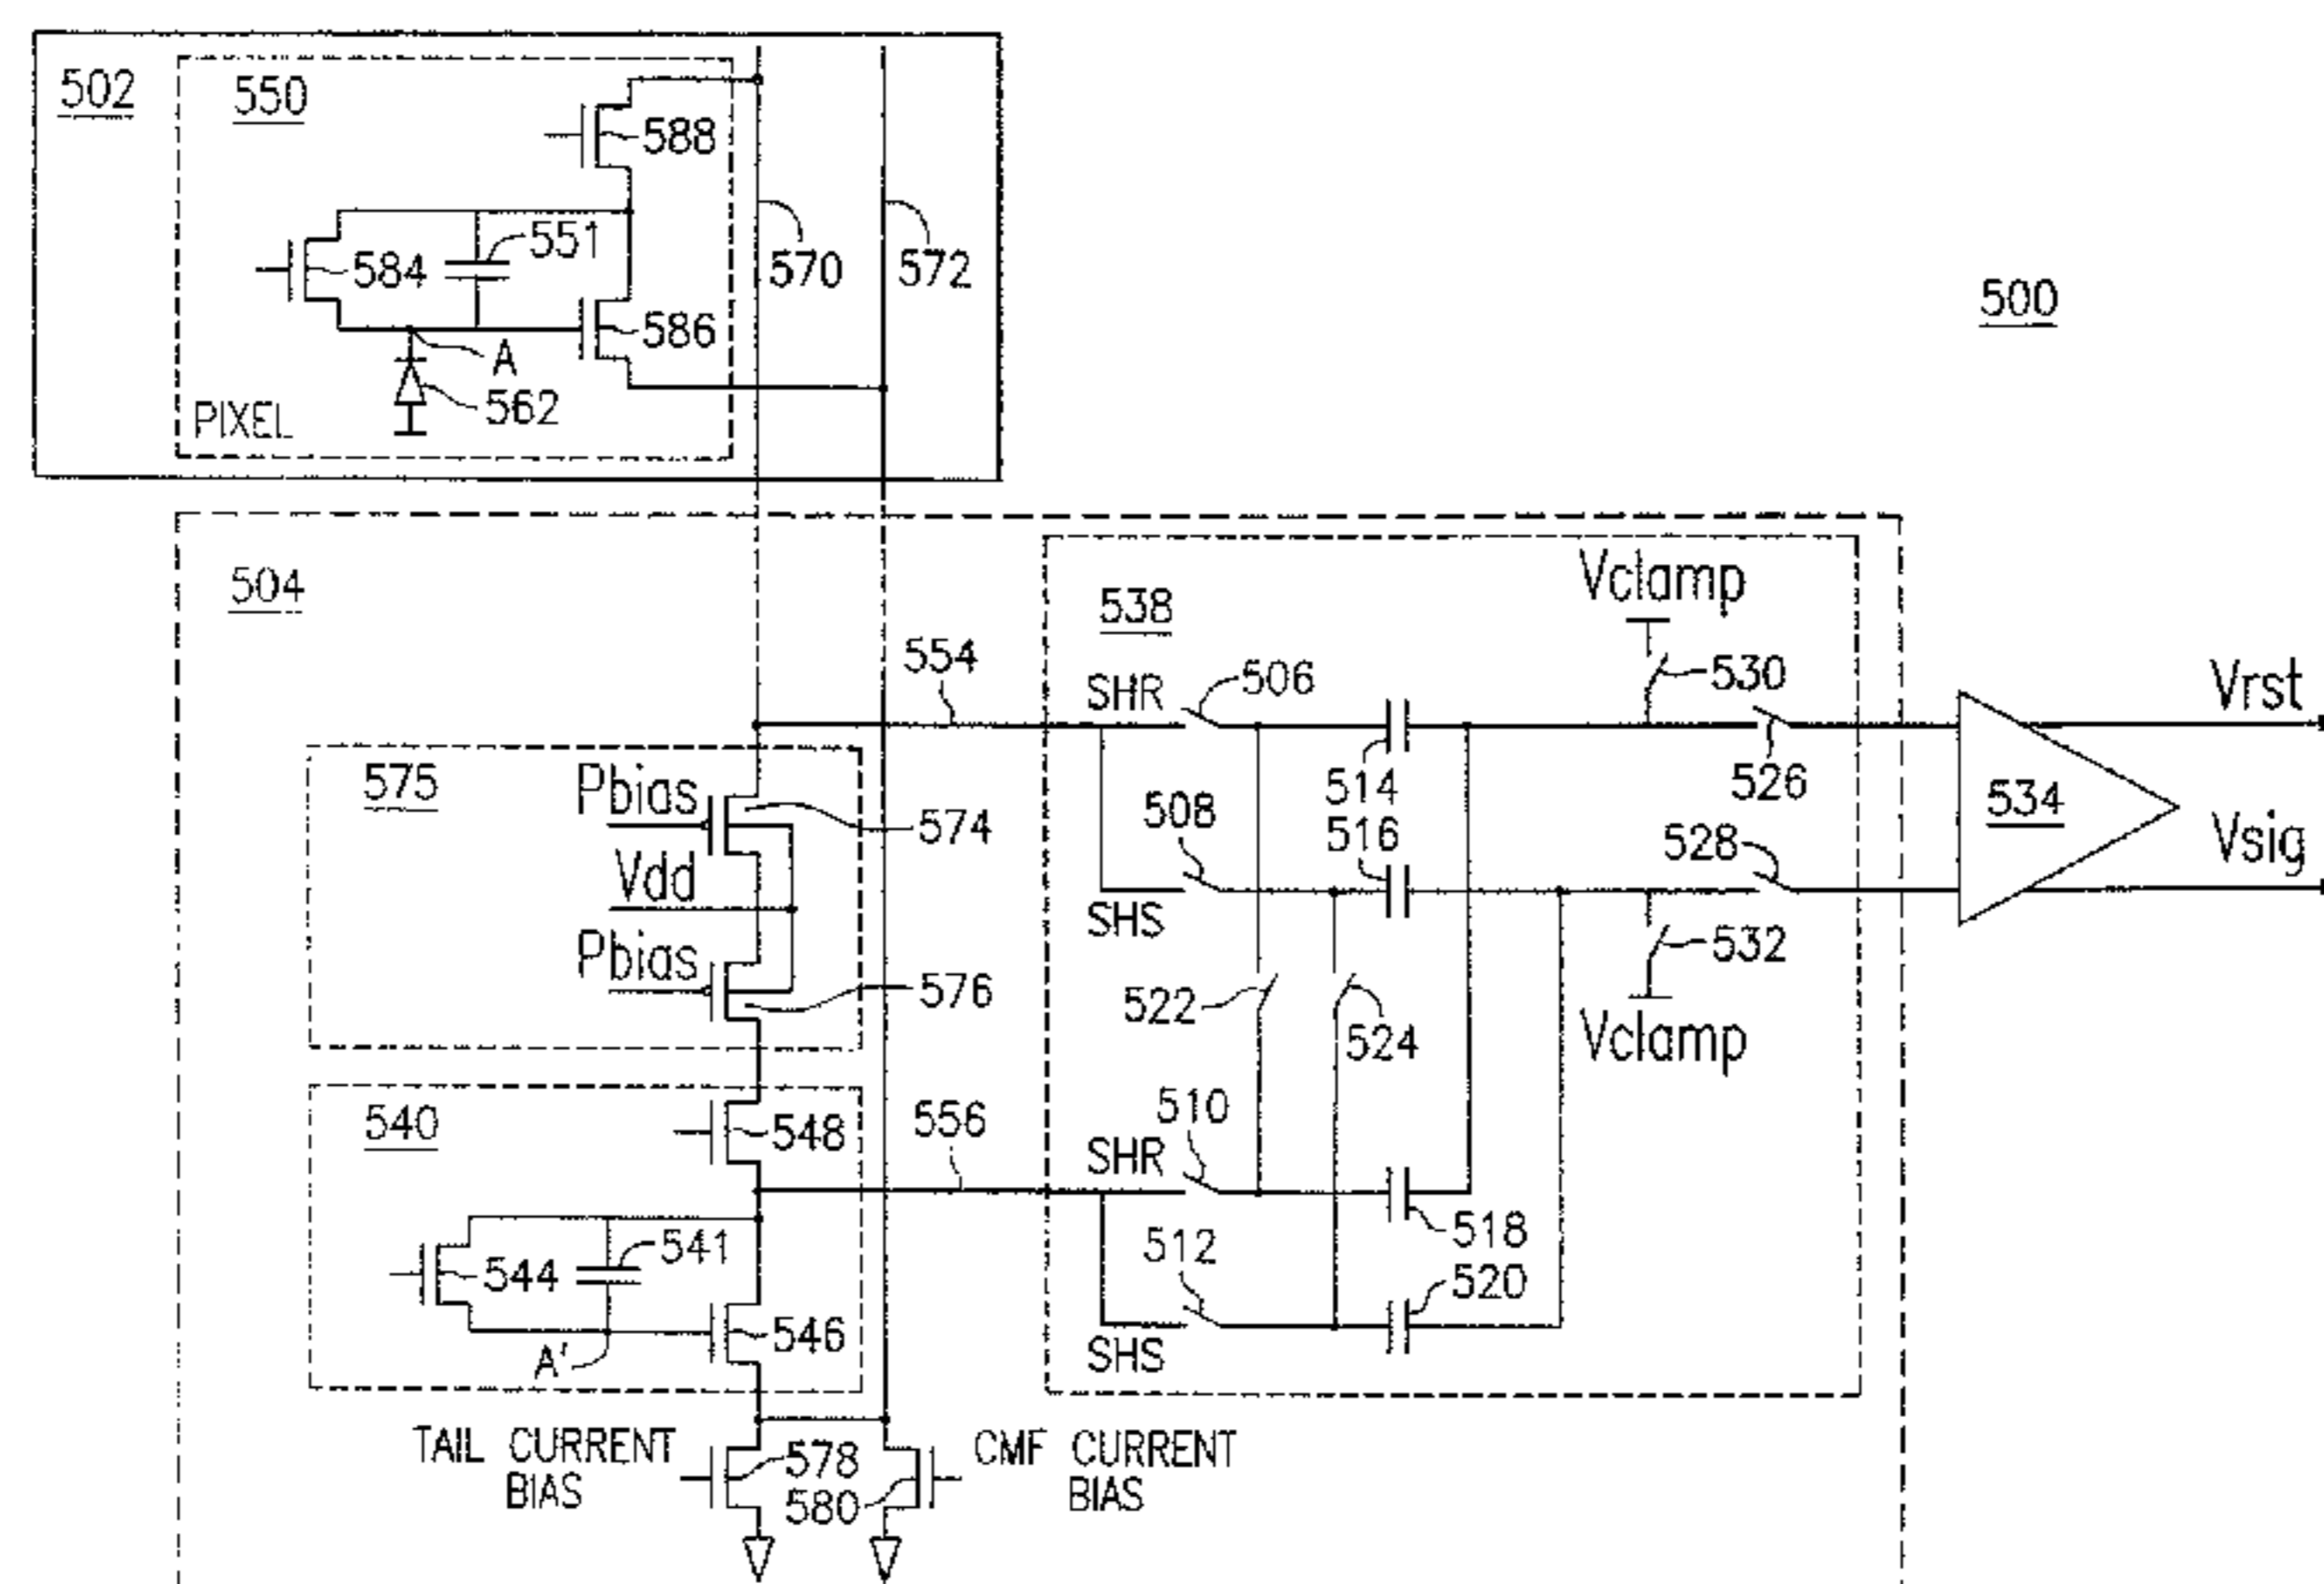 502
550
588
551
570
572
584
586
500
A
562
PIXEL
504
538
Vclamp
554
SHR
506
530
Vrst
575
Pbias
514
526
534
574
508
516
528
Vsig
Vdd
SHS
532
Pbias
576
522
524
Vclamp
540
548
556
510
SHR
518
541
544
512
520
546
A'
SHS
TAIL CURRENT
BIAS
578
580
CMF CURRENT
BIAS